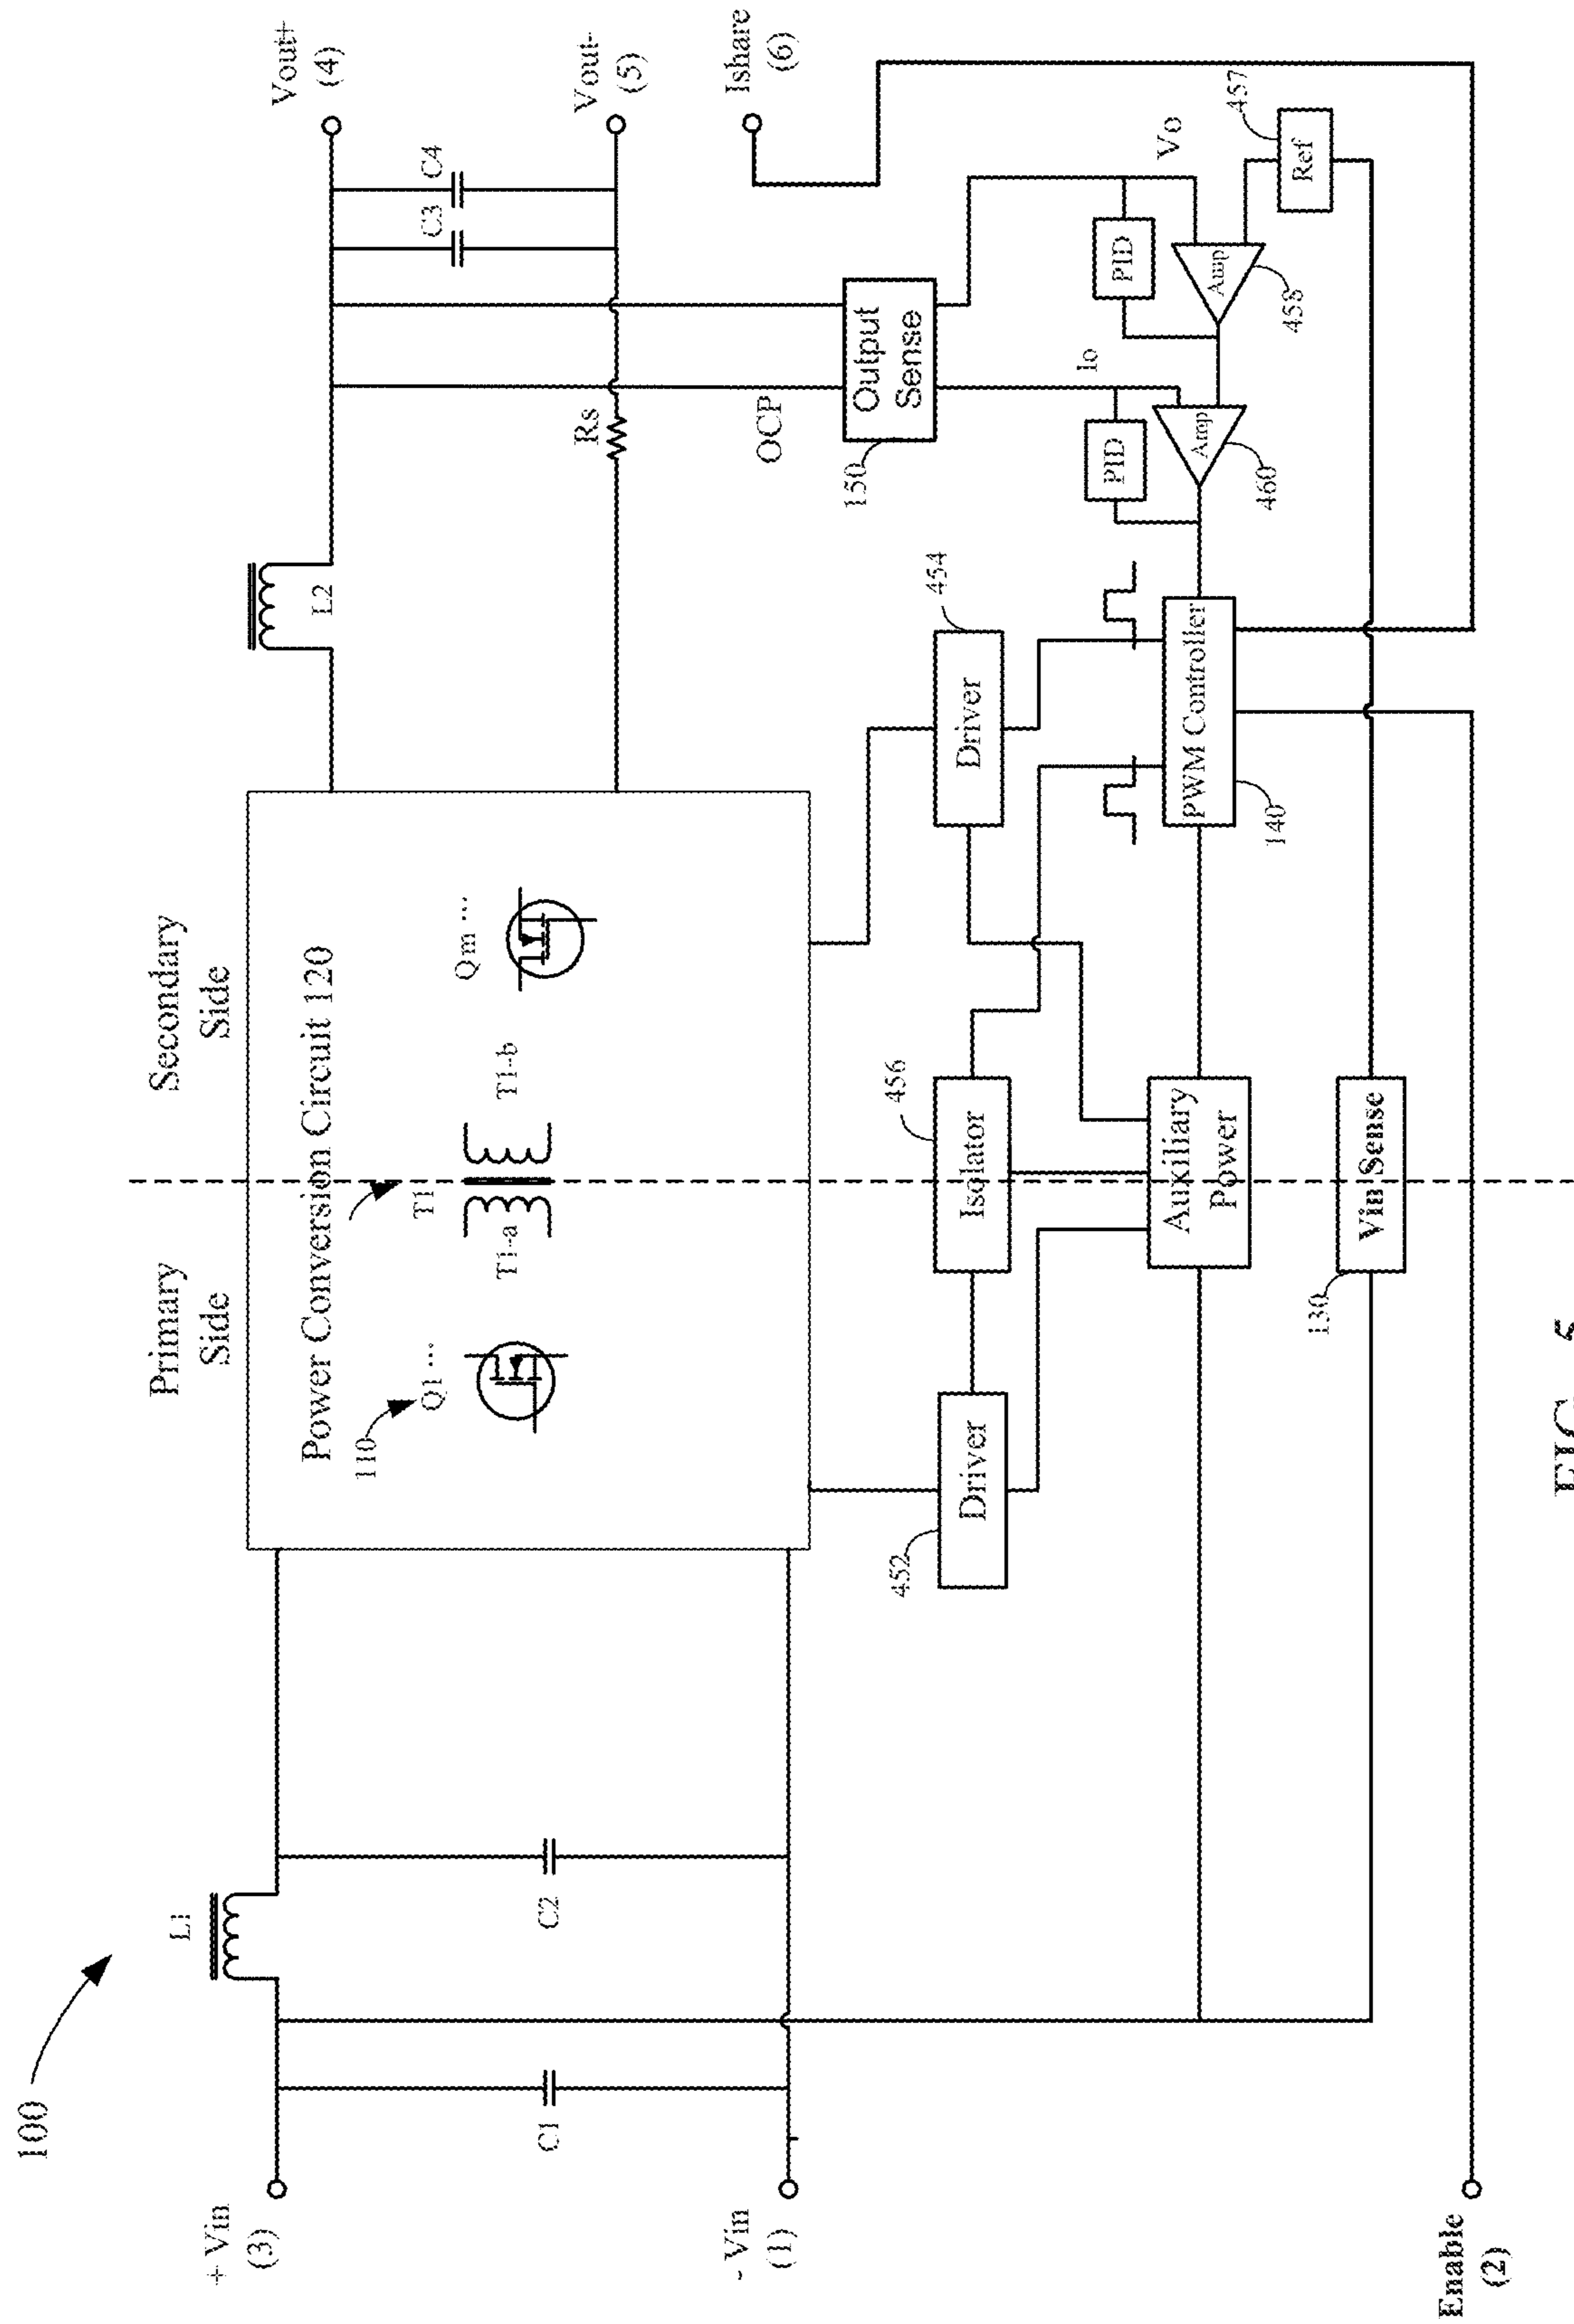 100
+ Vin
(3)
- Vin
(1)
Enable
(2)
L1
C1
C2
Primary
Side
Secondary
Side
Power Conversion Circuit 120
110
Q1 ...
T1
T1-a
T1-b
Qm ...
L2
Rs
C3
C4
Vout+
(4)
Vout-
(5)
Ishare
(6)
OCP
Output
Sense
150
452
Driver
Isolator
456
Driver
454
Auxiliary
Power
PWM Controller
140
Vin Sense
130
PID
Io
Amp
460
PID
Vo
Amp
458
Ref
457
FIG. 5